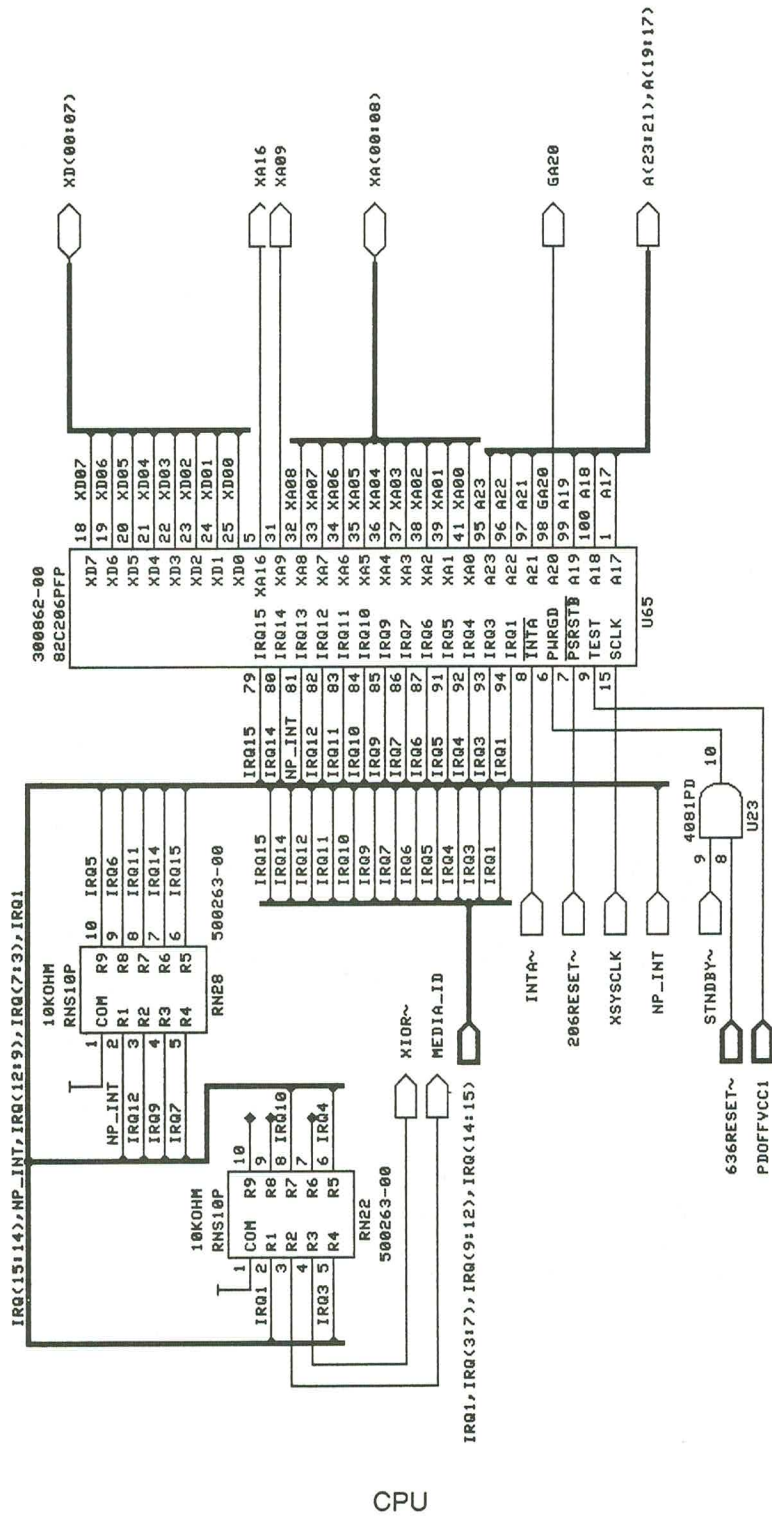 IRQ(15:14),NP_INT,IRQ(12:9),IRQ(7:3),IRQ1
10KOHM
RNS10P
1 COM R9 10 IRQ5
NP_INT 2 R1 R8 9 IRQ6
IRQ12 3 R2 R7 8 IRQ11
IRQ9 4 R3 R6 7 IRQ14
IRQ7 5 R4 R5 6 IRQ15
RN28
500263-00
10KOHM
RNS10P
1 COM R9 10
IRQ1 2 R1 R8 9
3 R2 R7 8 IRQ10
4 R3 R6 7
IRQ3 5 R4 R5 6 IRQ4
RN22
500263-00
XIOR~
MEDIA_ID
IRQ1,IRQ(3:7),IRQ(9:12),IRQ(14:15)
IRQ15
IRQ14
IRQ12
IRQ11
IRQ10
IRQ9
IRQ7
IRQ6
IRQ5
IRQ4
IRQ3
IRQ1
INTA~
206RESET~
XSYSCLK
NP_INT
STNDBY~
636RESET~
PDOFFVCC1
4081PD
9
8
10
U23
300862-00
82C206PFP
IRQ15 79 IRQ15
IRQ14 80 IRQ14
NP_INT 81 IRQ13
IRQ12 82 IRQ12
IRQ11 83 IRQ11
IRQ10 84 IRQ10
IRQ9 85 IRQ9
IRQ7 86 IRQ7
IRQ6 87 IRQ6
IRQ5 91 IRQ5
IRQ4 92 IRQ4
IRQ3 93 IRQ3
IRQ1 94 IRQ1
8 INTA
6 PWRGD
7 PSRSTB
9 TEST
15 SCLK
XD7 18 XD07
XD6 19 XD06
XD5 20 XD05
XD4 21 XD04
XD3 22 XD03
XD2 23 XD02
XD1 24 XD01
XD0 25 XD00
XA16 5
XA9 31
XA8 32 XA08
XA7 33 XA07
XA6 34 XA06
XA5 35 XA05
XA4 36 XA04
XA3 37 XA03
XA2 38 XA02
XA1 39 XA01
XA0 41 XA00
A23 95 A23
A22 96 A22
A21 97 A21
A20 98 GA20
A19 99 A19
A18 100 A18
A17 1 A17
U65
XD(00:07)
XA16
XA09
XA(00:08)
GA20
A(23:21),A(19:17)
CPU